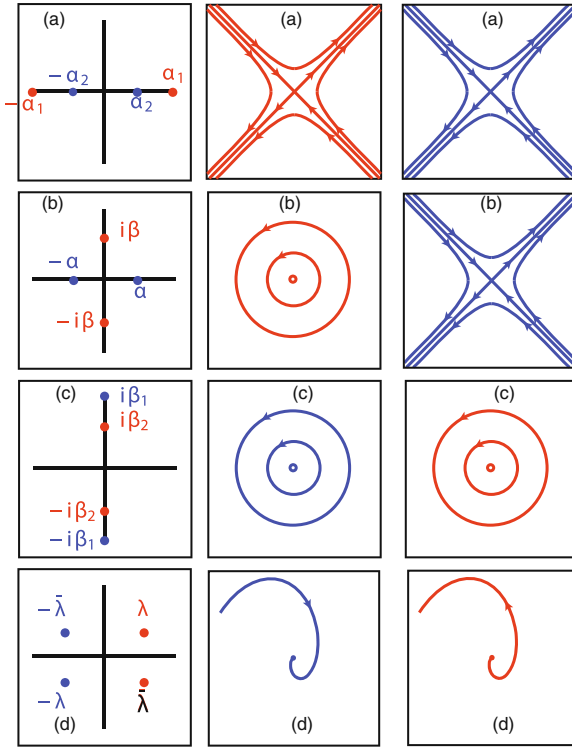 (a) (a) (a)
−α₂ α₁
−α₁ α₂
(b) (b) (b)
iβ
−α α
−iβ
(c) iβ₁ (c) (c)
iβ₂
−iβ₂
−iβ₁
−λ̄ λ
−λ λ̄
(d) (d) (d)